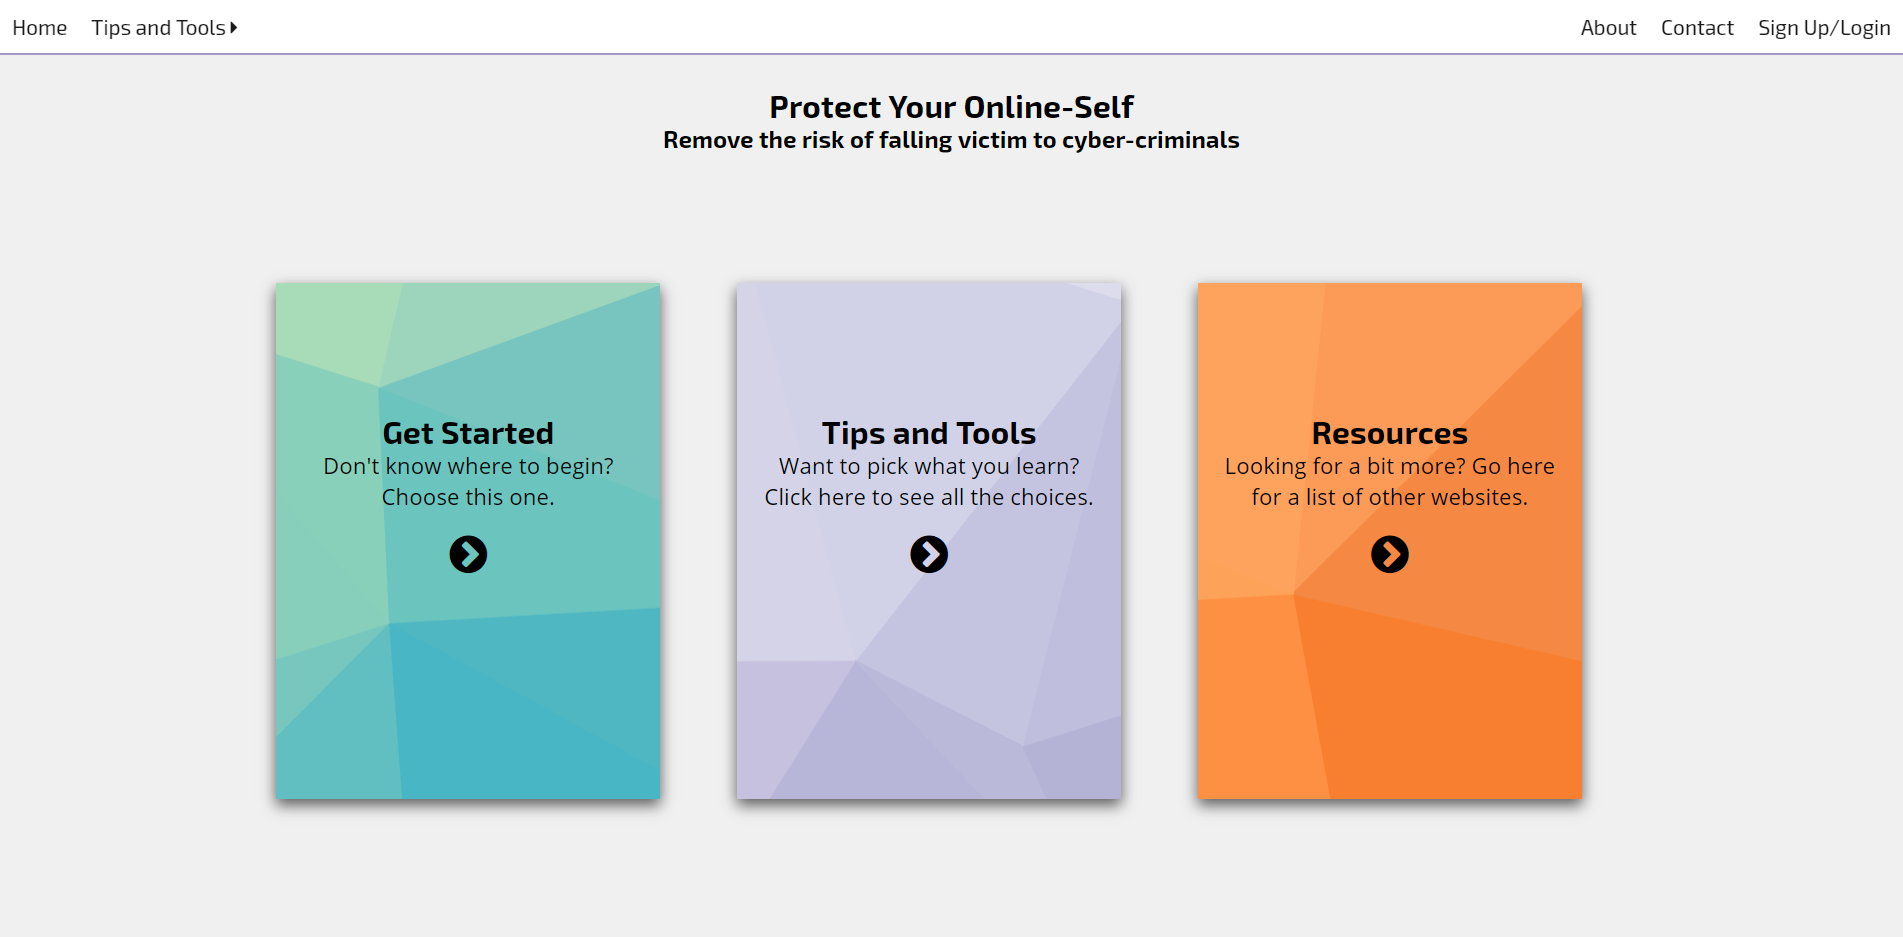 Home Tips and Tools About Contact Sign Up/Login
Protect Your Online-Self
Remove the risk of falling victim to cyber-criminals
Get Started
Don't know where to begin?
Choose this one.
Tips and Tools
Want to pick what you learn?
Click here to see all the choices.
Resources
Looking for a bit more? Go here
for a list of other websites.